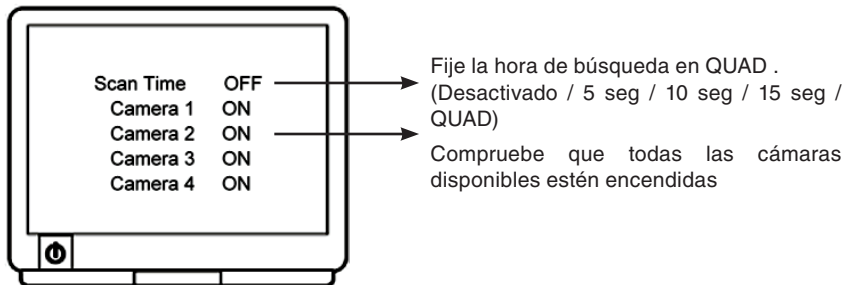 Scan Time OFF
Camera 1 ON
Camera 2 ON
Camera 3 ON
Camera 4 ON
Fije la hora de búsqueda en QUAD .
(Desactivado / 5 seg / 10 seg / 15 seg /
QUAD)
Compruebe que todas las cámaras
disponibles estén encendidas